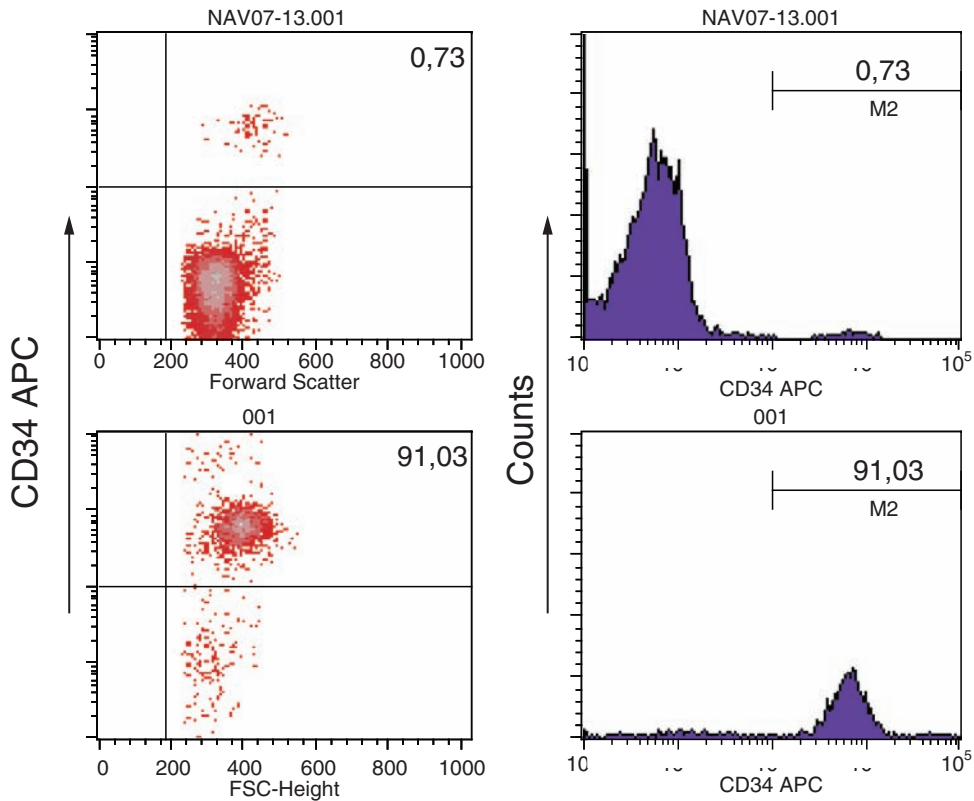 NAV07-13.001
0,73
CD34 APC
0 200 400 600 800 1000
Forward Scatter
NAV07-13.001
0,73
M2
Counts
10 10⁵
CD34 APC
001
91,03
0 200 400 600 800 1000
FSC-Height
001
91,03
M2
10⁵
CD34 APC